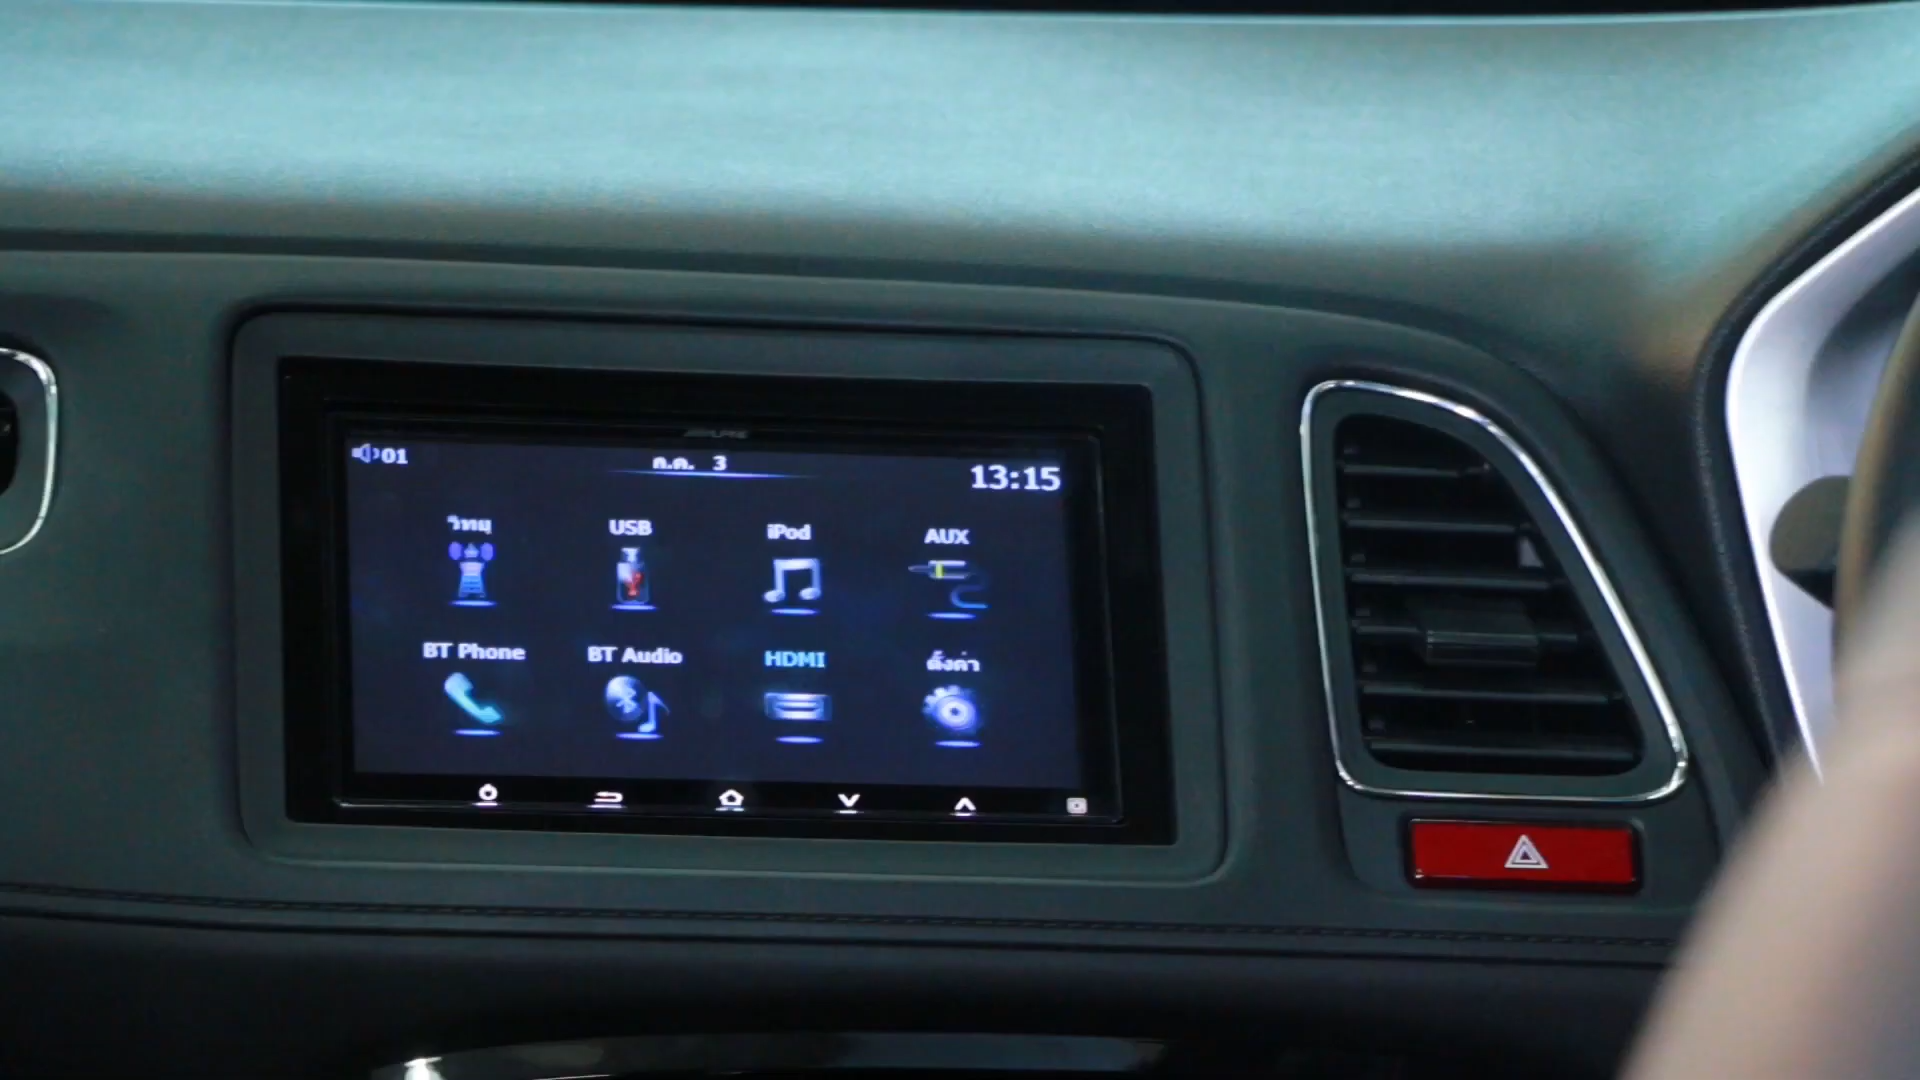 ALPINE
01
ก.ค. 3
13:15
วิทยุ
USB
iPod
AUX
BT Phone
BT Audio
HDMI
ตั้งค่า